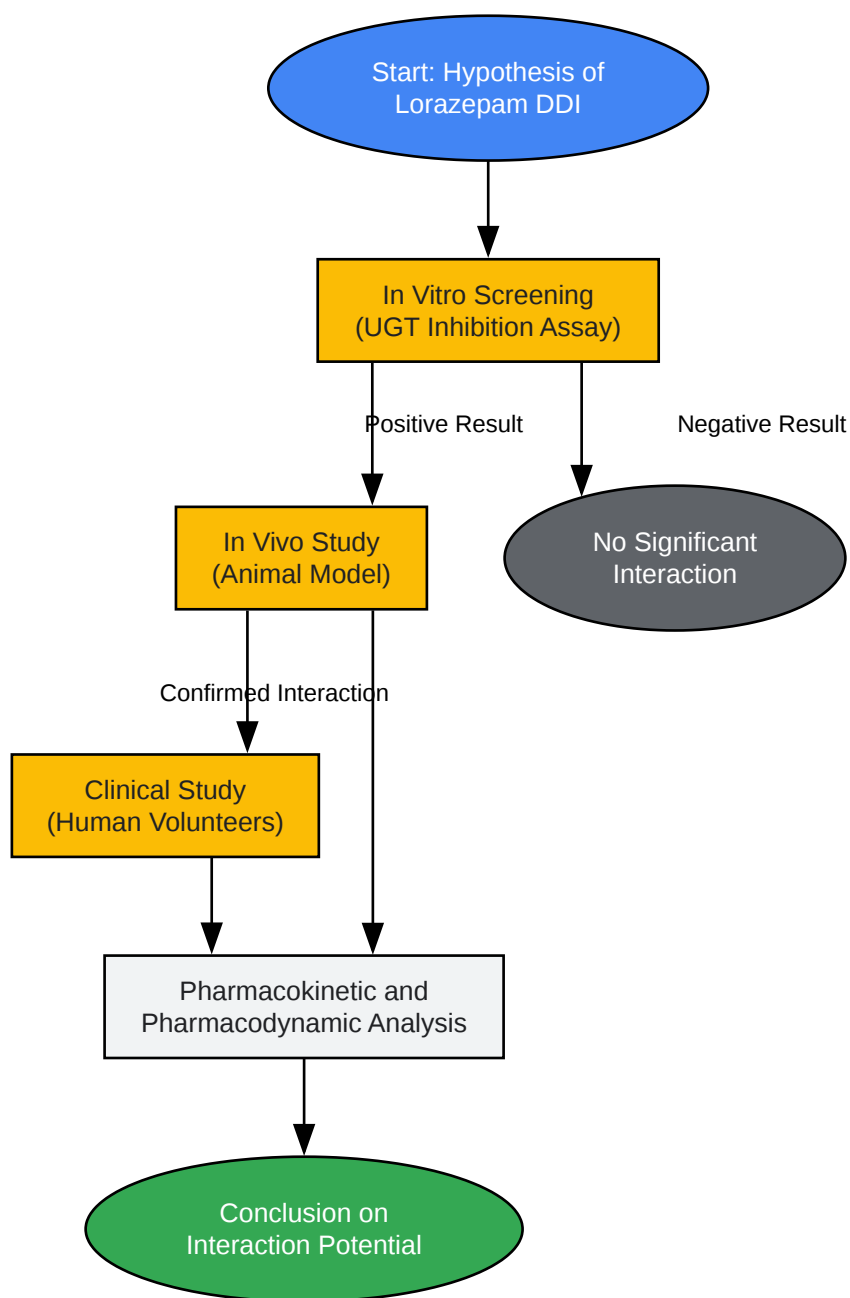 Start: Hypothesis of
Lorazepam DDI
In Vitro Screening
(UGT Inhibition Assay)
Positive Result
Negative Result
In Vivo Study
(Animal Model)
No Significant
Interaction
Confirmed Interaction
Clinical Study
(Human Volunteers)
Pharmacokinetic and
Pharmacodynamic Analysis
Conclusion on
Interaction Potential